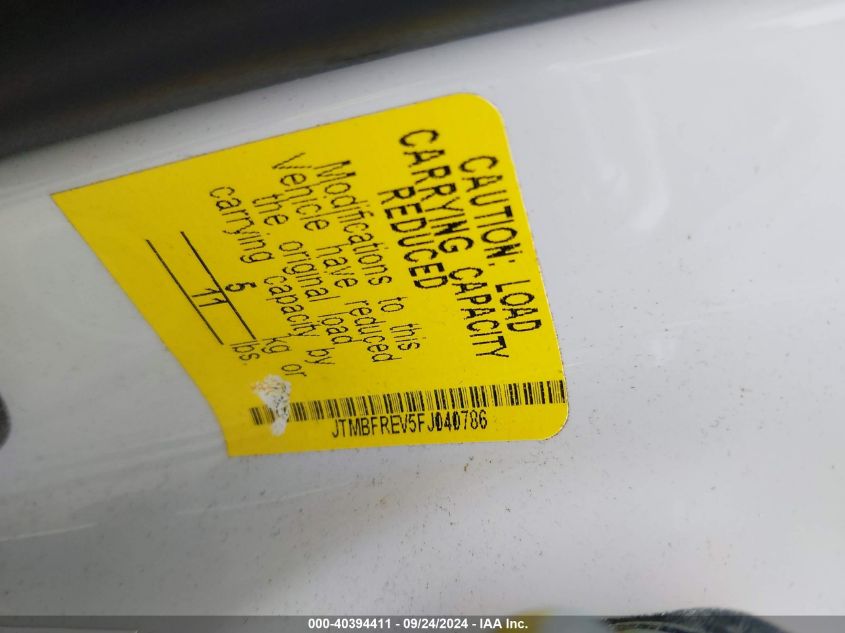 CAUTION, LOAD
CARRYING CAPACITY
REDUCED
Modifications to this
Vehicle have reduced
the original load
carrying capacity by
5 kg or
11 lbs.
JTMBFREV5FJ040786
000-40394411 - 09/24/2024 - IAA Inc.